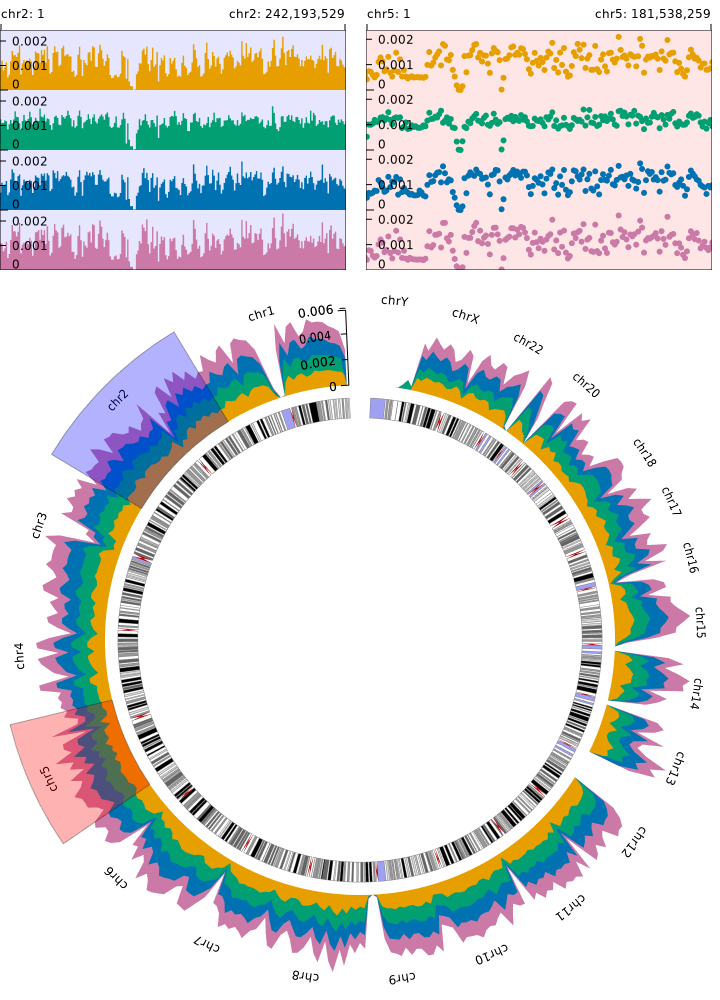 chr2: 1
chr2: 242,193,529
chr5: 1
chr5: 181,538,259
0.002
0.001
0
0.002
0.001
0
0.002
0.001
0
0.002
0.001
0
0.002
0.001
0
0.002
0.001
0
0.002
0.001
0
0.002
0.001
0
chr1
0.006
0.004
0.002
0
chrY
chrX
chr22
chr20
chr18
chr17
chr16
chr15
chr14
chr13
chr12
chr11
chr10
chr9
chr8
chr7
chr6
chr5
chr4
chr3
chr2